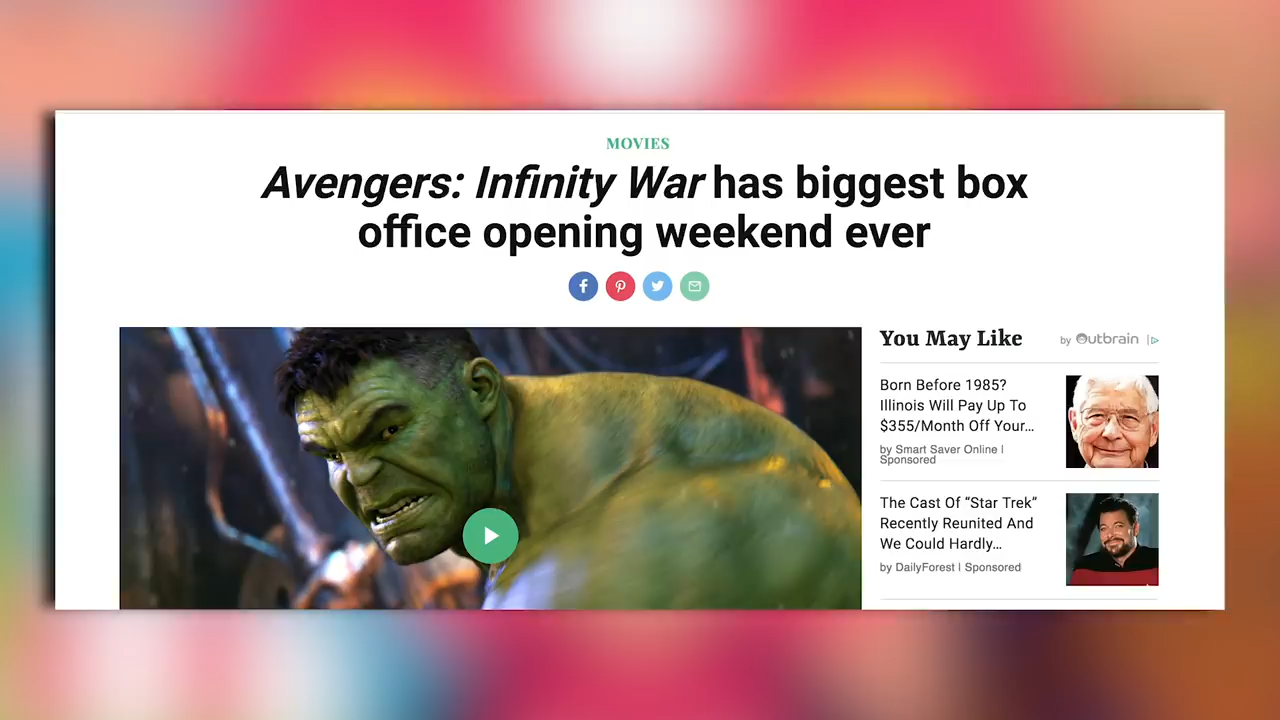 MOVIES
Avengers: Infinity War has biggest box
office opening weekend ever
You May Like
by Outbrain
Born Before 1985?
Illinois Will Pay Up To
$355/Month Off Your...
by Smart Saver Online |
Sponsored
The Cast Of “Star Trek”
Recently Reunited And
We Could Hardly...
by DailyForest | Sponsored